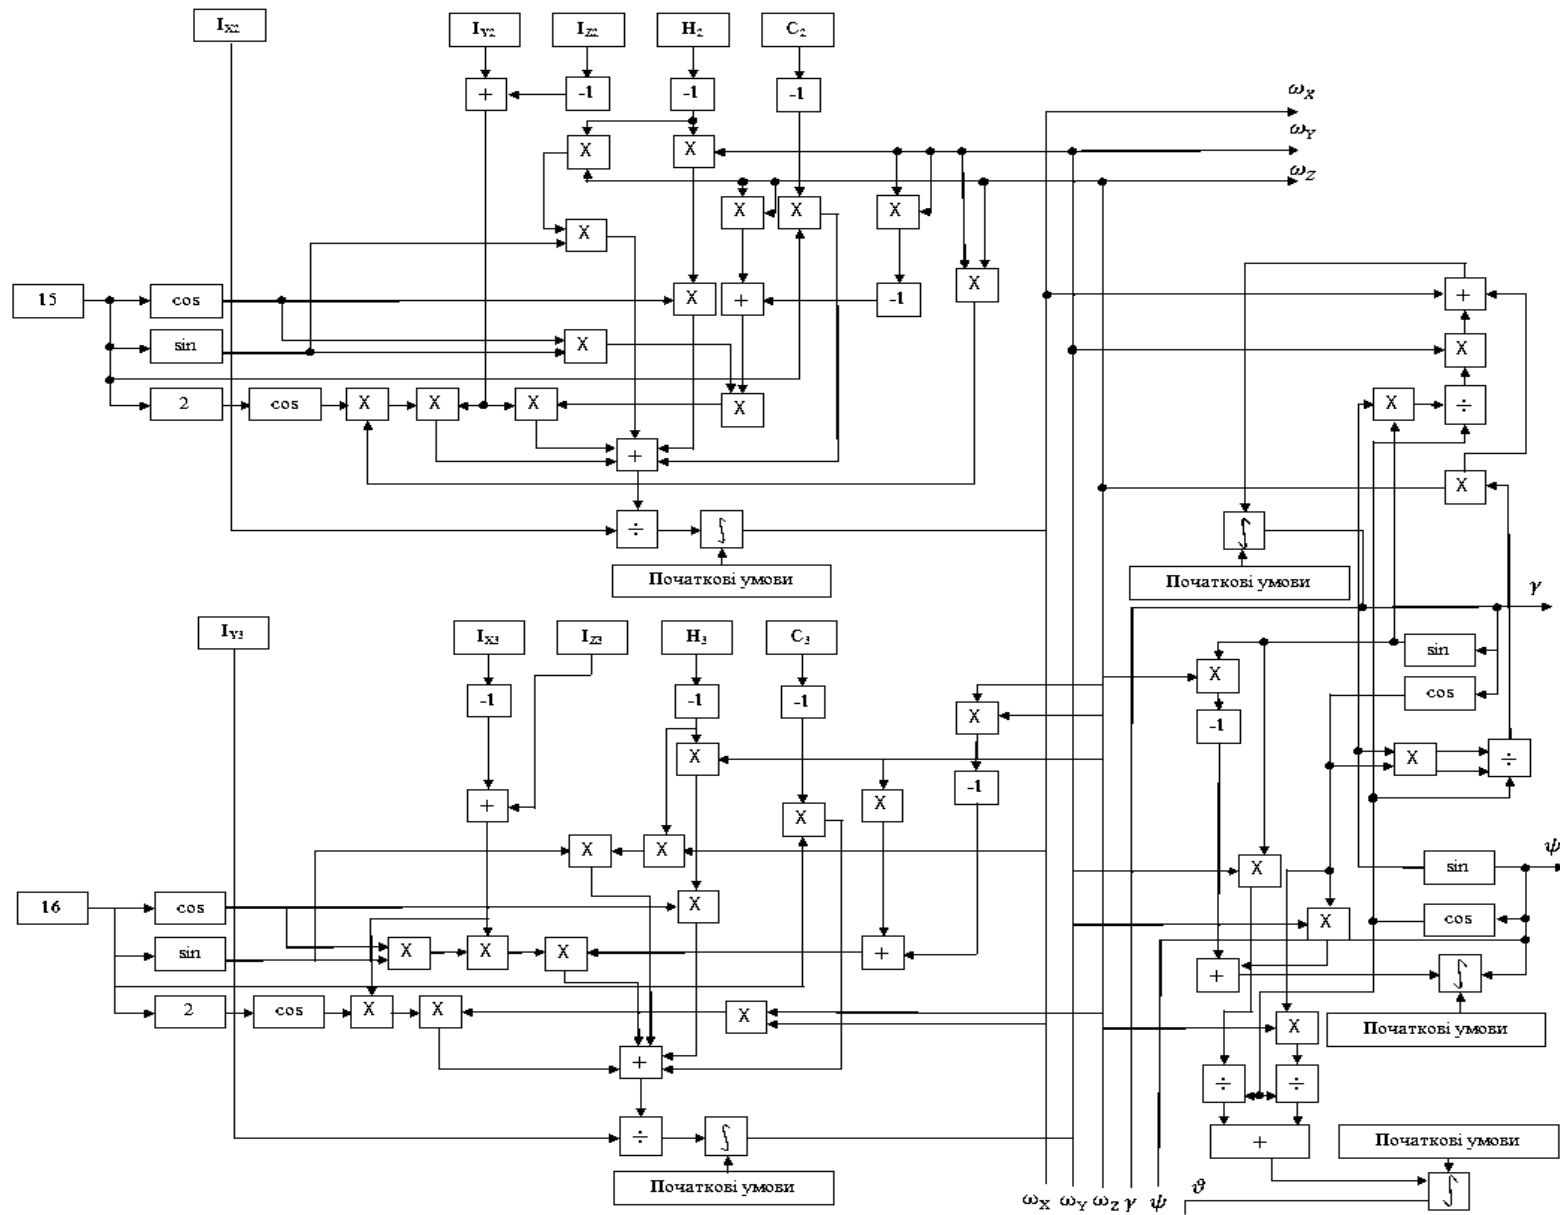 I_X2 I_Y2 I_Z2 H_2 C_2
+ -1 -1 -1 ω_X
X X ω_Y
ω_Z
X X X
X
X
15 cos X + -1 +
sin X X
2 cos X X X X X ÷
+
X
÷ ∫ ∫
Початкові умови Початкові умови
γ
I_Y3 I_X3 I_Z3 H_3 C_3
sin
X
-1 -1 -1 cos
X -1
X X ÷
-1
+ X X
X X
X sin ψ
16 cos X X cos
sin X X X +
+ ∫
2 cos X X X X Початкові умови
+
÷ ÷
÷ ∫ + Початкові умови
Початкові умови
ω_X ω_Y ω_Z γ ψ ϑ ∫